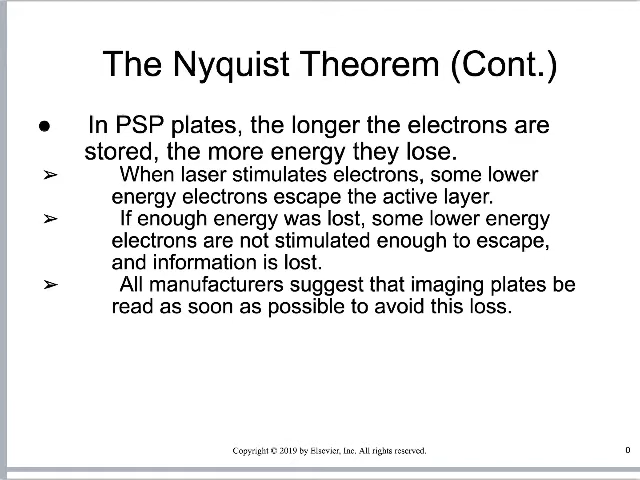 The Nyquist Theorem (Cont.)
● In PSP plates, the longer the electrons are
stored, the more energy they lose.
➢ When laser stimulates electrons, some lower
energy electrons escape the active layer.
➢ If enough energy was lost, some lower energy
electrons are not stimulated enough to escape,
and information is lost.
➢ All manufacturers suggest that imaging plates be
read as soon as possible to avoid this loss.
Copyright © 2019 by Elsevier, Inc. All rights reserved.
0